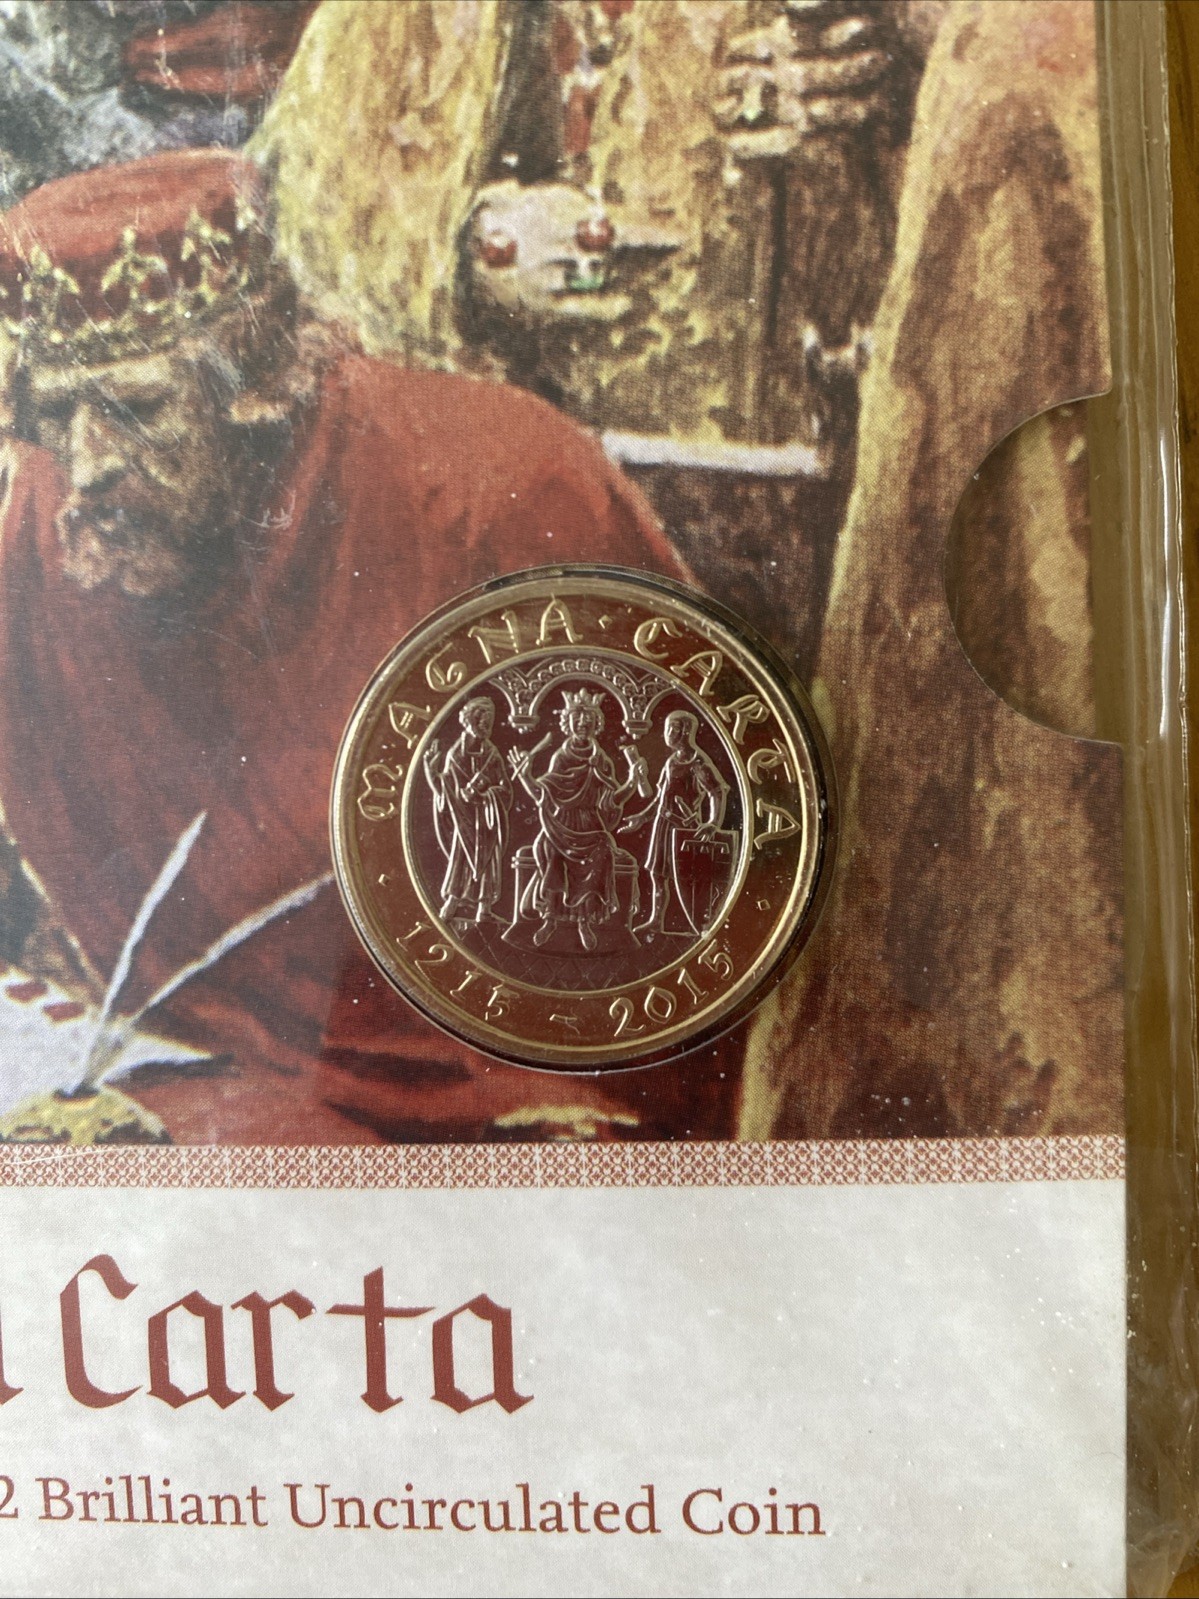 MAGNA · CARTA
1215 - 2015
Carta
2 Brilliant Uncirculated Coin